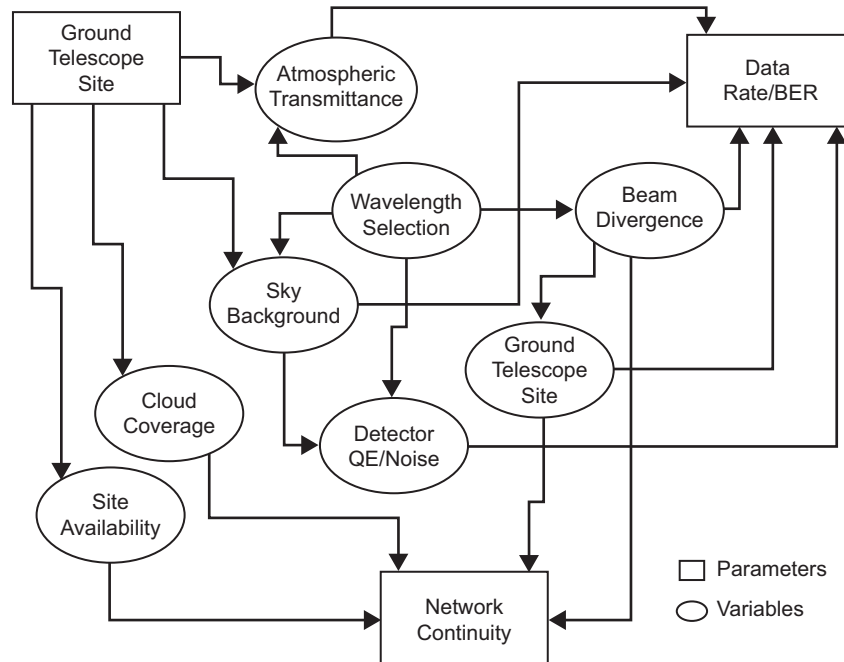 Ground
Telescope
Site
Atmospheric
Transmittance
Data
Rate/BER
Wavelength
Selection
Beam
Divergence
Sky
Background
Ground
Telescope
Site
Cloud
Coverage
Detector
QE/Noise
Site
Availability
Network
Continuity
Parameters
Variables